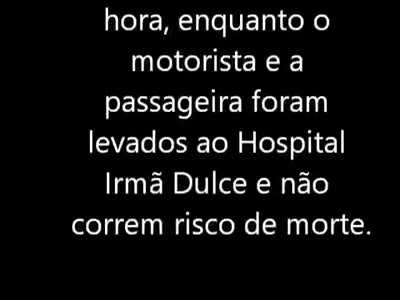 hora, enquanto o
motorista e a
passageira foram
levados ao Hospital
Irmã Dulce e não
correm risco de morte.